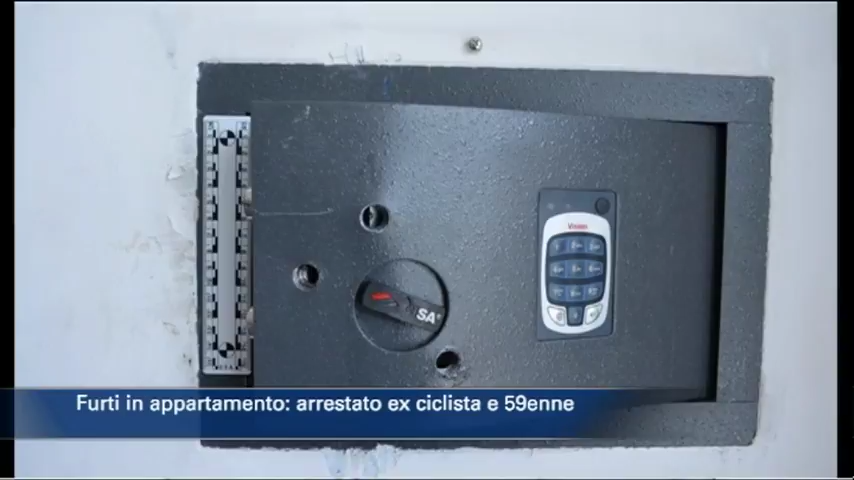 SA
Furti in appartamento: arrestato ex ciclista e 59enne